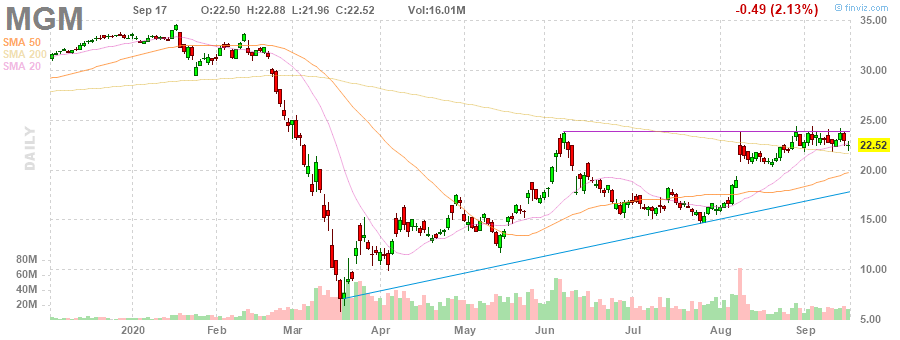 MGM
Sep 17 O:22.50 H:22.88 L:21.96 C:22.52 Vol:16.01M -0.49 (2.13%) © finviz.com
SMA 50
SMA 200
SMA 20
DAILY
35.00
30.00
25.00
22.52
20.00
15.00
10.00
5.00
80M
60M
40M
20M
2020 Feb Mar Apr May Jun Jul Aug Sep